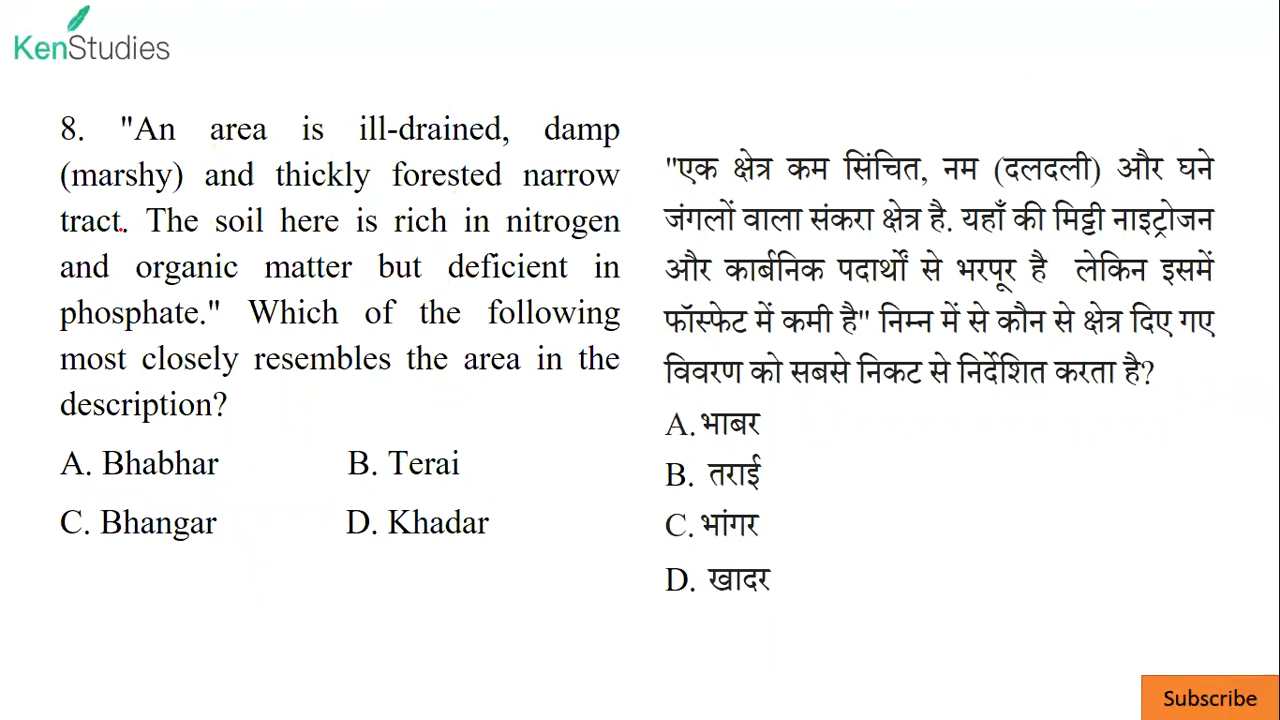 KenStudies
8. "An area is ill-drained, damp
(marshy) and thickly forested narrow
tract. The soil here is rich in nitrogen
and organic matter but deficient in
phosphate." Which of the following
most closely resembles the area in the
description?
A. Bhabhar B. Terai
C. Bhangar D. Khadar
"एक क्षेत्र कम सिंचित, नम (दलदली) और घने
जंगलों वाला संकरा क्षेत्र है. यहाँ की मिट्टी नाइट्रोजन
और कार्बनिक पदार्थों से भरपूर है लेकिन इसमें
फॉस्फेट में कमी है" निम्न में से कौन से क्षेत्र दिए गए
विवरण को सबसे निकट से निर्देशित करता है?
A. भाबर
B. तराई
C. भांगर
D. खादर
Subscribe